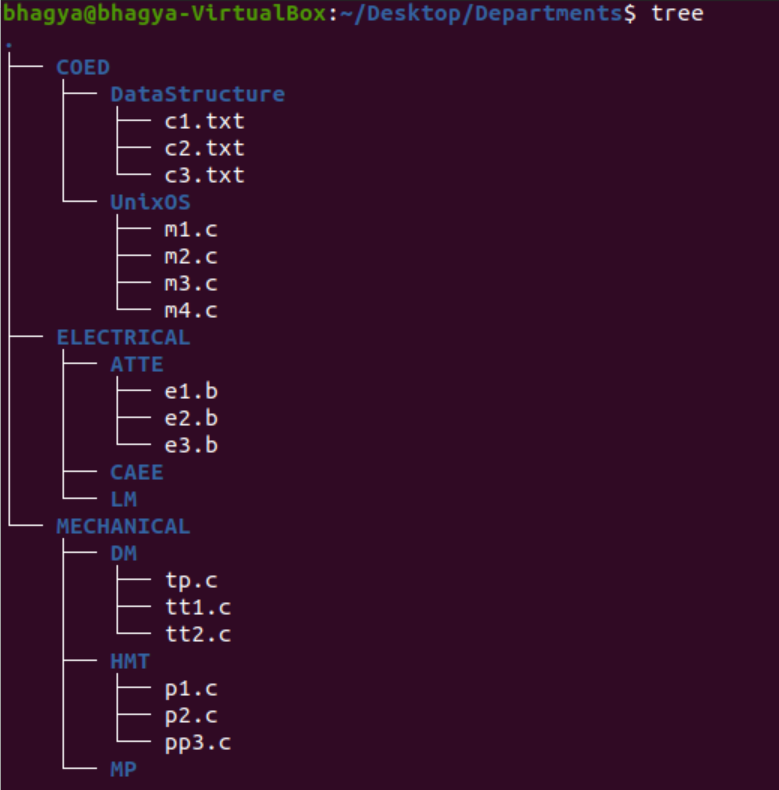 bhagya@bhagya-VirtualBox:~/Desktop/Departments$ tree
.
├── COED
│   ├── DataStructure
│   │   ├── c1.txt
│   │   ├── c2.txt
│   │   └── c3.txt
│   └── UnixOS
│       ├── m1.c
│       ├── m2.c
│       ├── m3.c
│       └── m4.c
├── ELECTRICAL
│   ├── ATTE
│   │   ├── e1.b
│   │   ├── e2.b
│   │   └── e3.b
│   ├── CAEE
│   └── LM
└── MECHANICAL
    ├── DM
    │   ├── tp.c
    │   ├── tt1.c
    │   └── tt2.c
    ├── HMT
    │   ├── p1.c
    │   ├── p2.c
    │   └── pp3.c
    └── MP